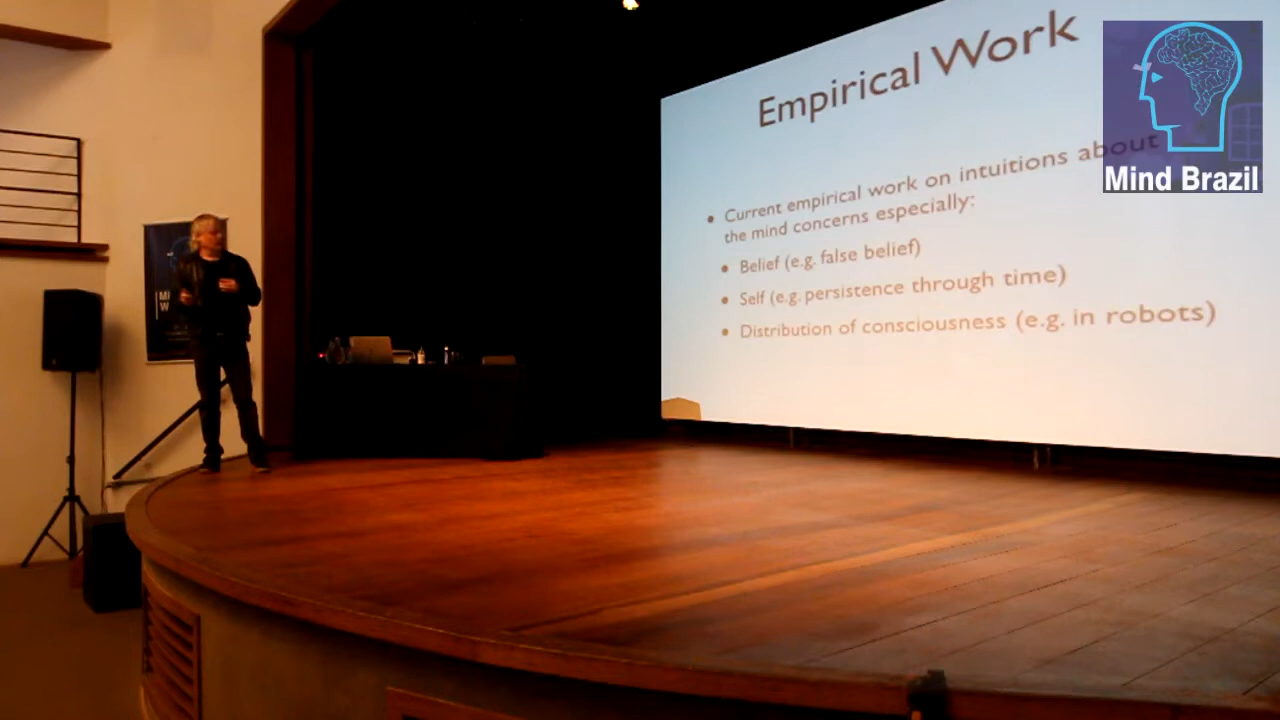 Empirical Work
• Current empirical work on intuitions about
the mind concerns especially:
• Belief (e.g. false belief)
• Self (e.g. persistence through time)
• Distribution of consciousness (e.g. in robots)
Mind Brazil